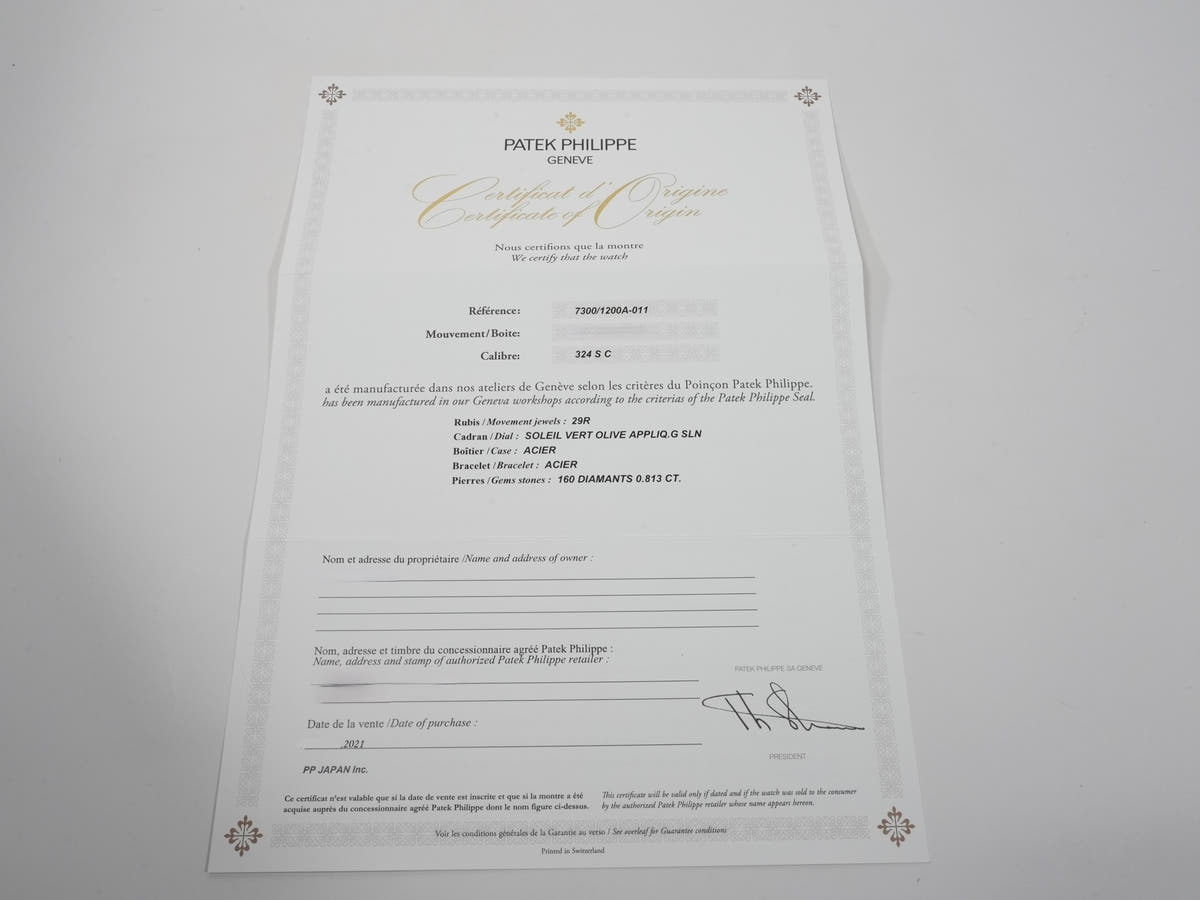 PATEK PHILIPPE
GENEVE
Certificat d'Origine
Certificate of Origin
Nous certifions que la montre
We certify that the watch
Référence: 7300/1200A-011
Mouvement/Boite:
Calibre: 324 S C
a été manufacturée dans nos ateliers de Genève selon les critères du Poinçon Patek Philippe.
has been manufactured in our Geneva workshops according to the criterias of the Patek Philippe Seal.
Rubis /Movement jewels : 29R
Cadran /Dial : SOLEIL VERT OLIVE APPLIQ.G SLN
Boîtier /Case : ACIER
Bracelet /Bracelet : ACIER
Pierres /Gems stones : 160 DIAMANTS 0.813 CT.
Nom et adresse du propriétaire /Name and address of owner :
Nom, adresse et timbre du concessionnaire agréé Patek Philippe :
Name, address and stamp of authorized Patek Philippe retailer :
PATEK PHILIPPE SA GENEVE
Date de la vente /Date of purchase :
.2021
PRESIDENT
PP JAPAN Inc.
Ce certificat n'est valable que si la date de vente est inscrite et que si la montre a été
acquise auprès du concessionnaire agréé Patek Philippe dont le nom figure ci-dessus.
This certificate will be valid only if dated and if the watch was sold to the consumer
by the authorized Patek Philippe retailer whose name appears hereon.
Voir les conditions générales de la Garantie au verso / See overleaf for Guarantee conditions
Printed in Switzerland